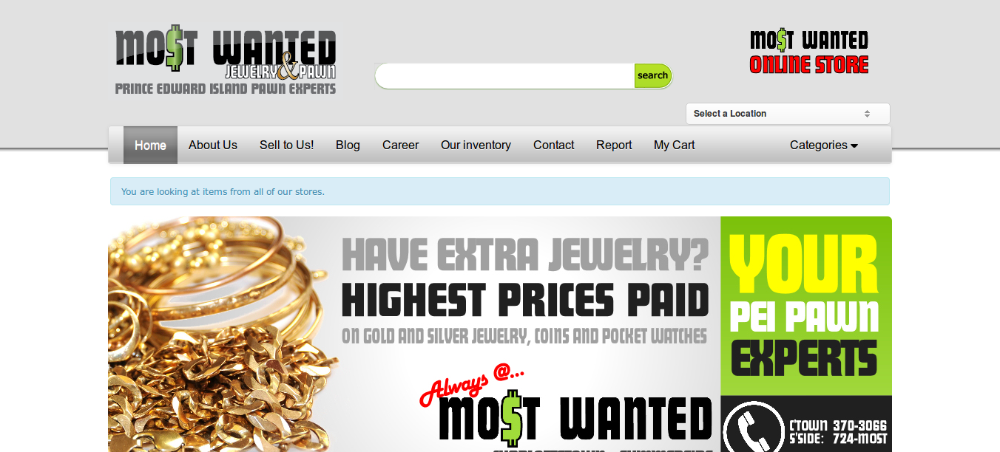 MO$T WANTED
JEWELRY & PAWN
PRINCE EDWARD ISLAND PAWN EXPERTS
search
MO$T WANTED
ONLINE STORE
Select a Location
Home About Us Sell to Us! Blog Career Our inventory Contact Report My Cart Categories
You are looking at items from all of our stores.
HAVE EXTRA JEWELRY?
HIGHEST PRICES PAID
ON GOLD AND SILVER JEWELRY, COINS AND POCKET WATCHES
Always @...
MO$T WANTED
YOUR
PEI PAWN
EXPERTS
C'TOWN 370-3066
S'SIDE: 724-MOST